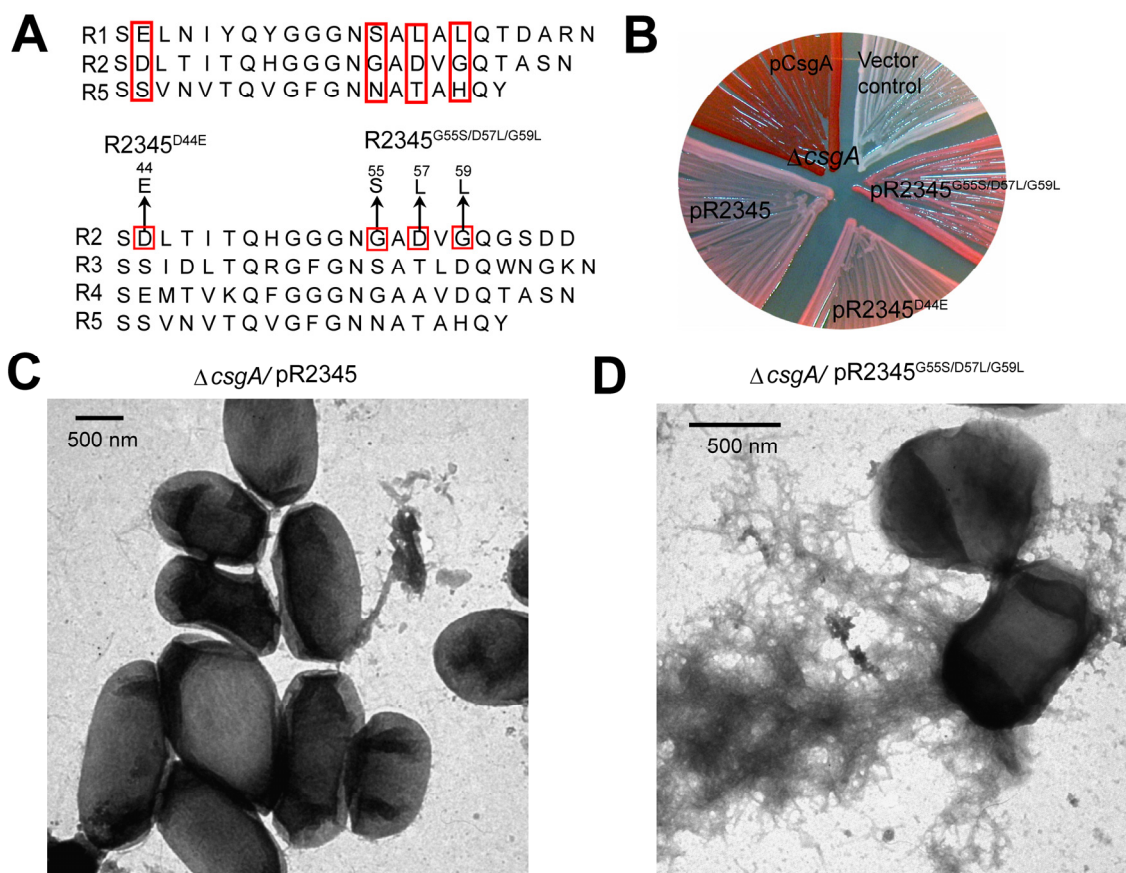 A
R1 S E L N I Y Q Y G G G N S A L A L Q T D A R N
R2 S D L T I T Q H G G G N G A D V G Q T A S N
R5 S S V N V T Q V G F G N N A T A H Q Y
R2345D44E
R2345G55S/D57L/G59L
44 55 57 59
E S L L
R2 S D L T I T Q H G G G N G A D V G Q G S D D
R3 S S I D L T Q R G F G N S A T L D Q W N G K N
R4 S E M T V K Q F G G G N G A A V D Q T A S N
R5 S S V N V T Q V G F G N N A T A H Q Y
B
pCsgA
Vector
control
ΔcsgA
pR2345G55S/D57L/G59L
pR2345
pR2345D44E
C
ΔcsgA/ pR2345
500 nm
D
ΔcsgA/ pR2345G55S/D57L/G59L
500 nm